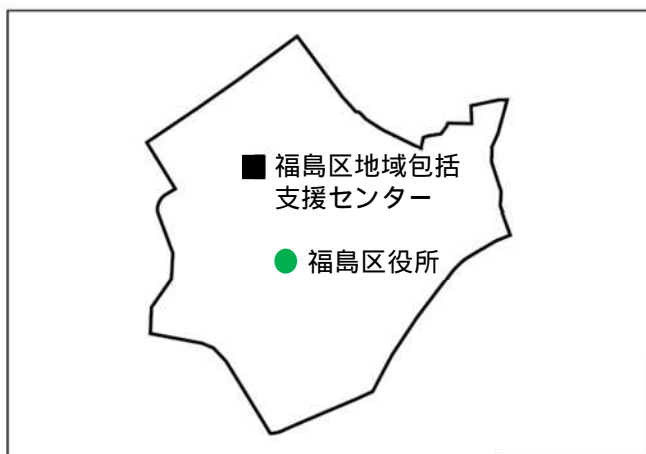 福島区地域包括
支援センター
福島区役所